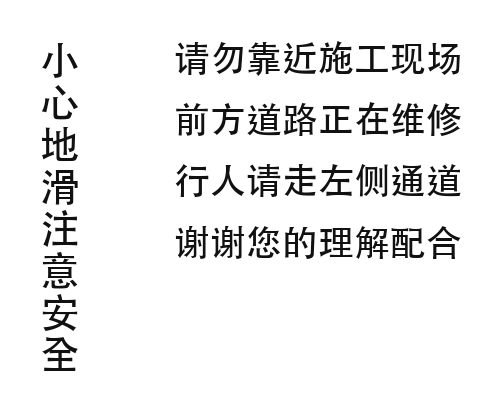 小心地滑注意安全
请勿靠近施工现场
前方道路正在维修
行人请走左侧通道
谢谢您的理解配合